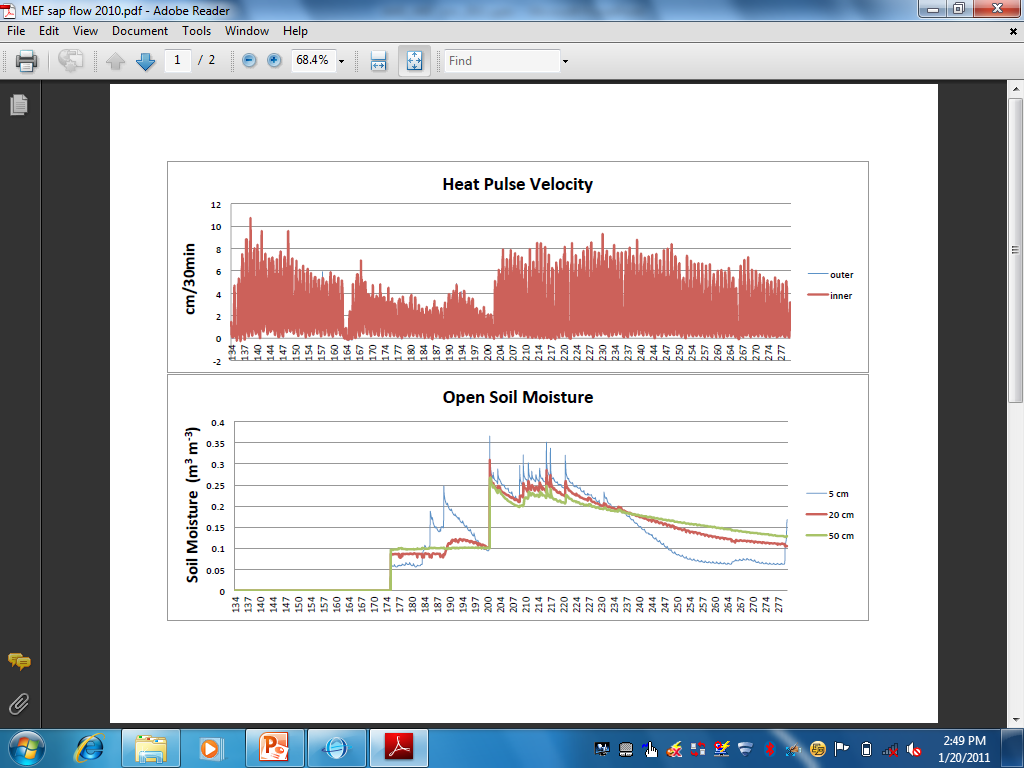 MEF sap flow 2010.pdf - Adobe Reader
File Edit View Document Tools Window Help
1 / 2 68.4% Find
Heat Pulse Velocity
cm/30min
12
10
8
6
4
2
0
-2
134 137 140 144 147 150 154 157 160 164 167 170 174 177 180 184 187 190 194 197 200 204 207 210 214 217 220 224 227 230 234 237 240 244 247 250 254 257 260 264 267 270 274 277
outer
inner
Open Soil Moisture
Soil Moisture (m³ m⁻³)
0.4
0.35
0.3
0.25
0.2
0.15
0.1
0.05
0
134 137 140 144 147 150 154 157 160 164 167 170 174 177 180 184 187 190 194 197 200 204 207 210 214 217 220 224 227 230 234 237 240 244 247 250 254 257 260 264 267 270 274 277
5 cm
20 cm
50 cm
2:49 PM
1/20/2011